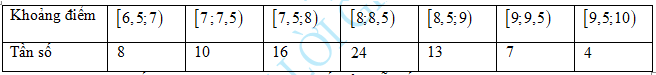 Khoảng điểm [6,5;7) [7;7,5) [7,5;8) [8;8,5) [8,5;9) [9;9,5) [9,5;10)
Tần số 8 10 16 24 13 7 4
LỜI